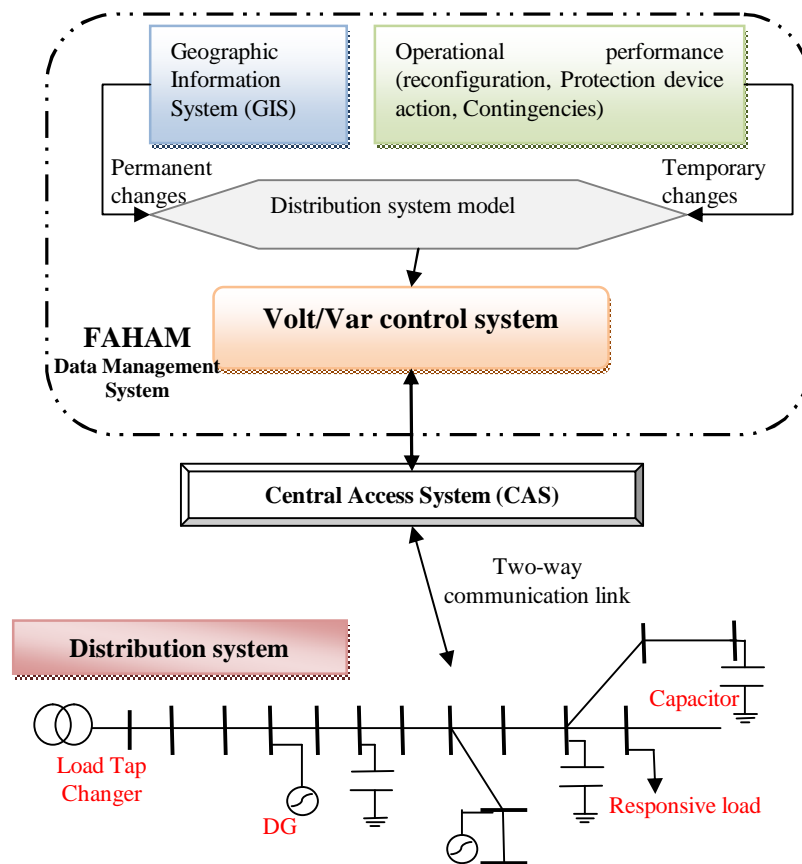 Geographic
Information
System (GIS)
Operational performance
(reconfiguration, Protection device
action, Contingencies)
Permanent
changes
Temporary
changes
Distribution system model
Volt/Var control system
FAHAM
Data Management
System
Central Access System (CAS)
Two-way
communication link
Distribution system
Capacitor
Load Tap
Changer
DG
Responsive load